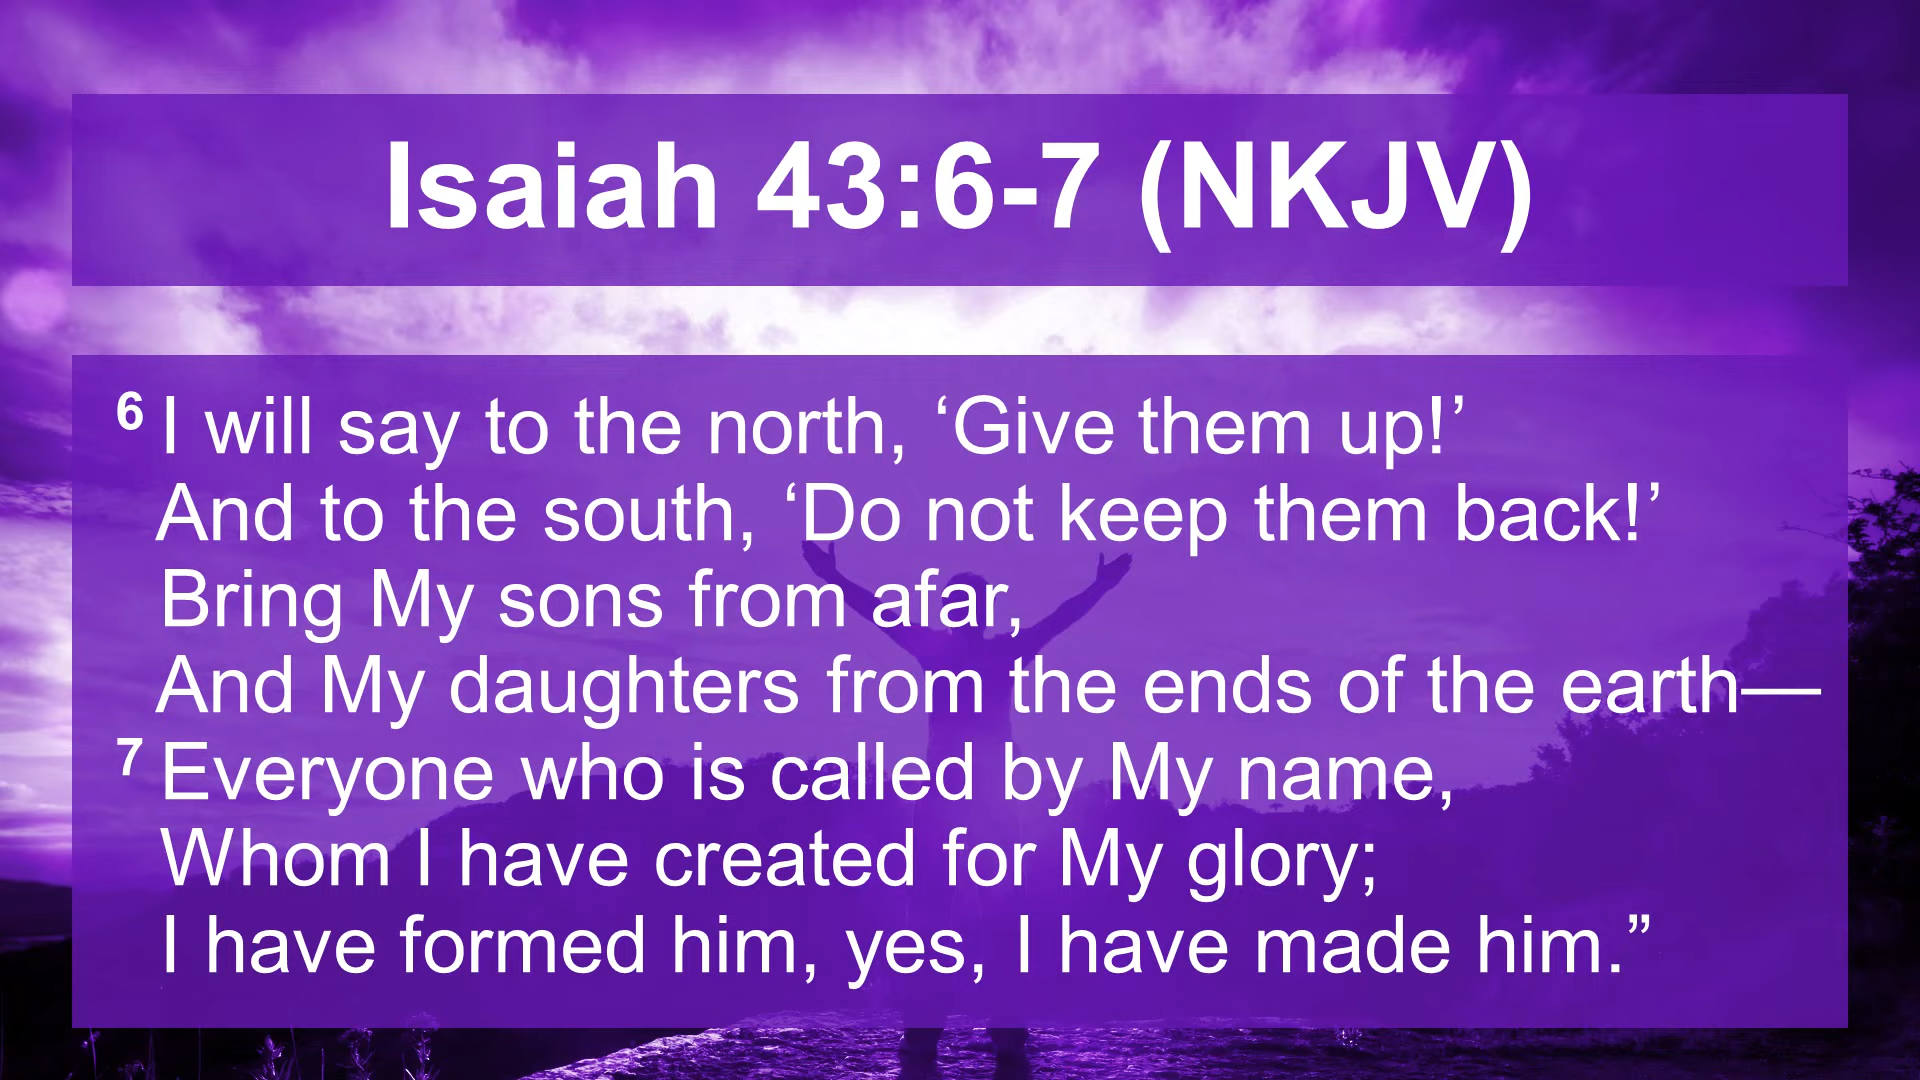 Isaiah 43:6-7 (NKJV)
6 I will say to the north, ‘Give them up!’
And to the south, ‘Do not keep them back!’
Bring My sons from afar,
And My daughters from the ends of the earth—
7 Everyone who is called by My name,
Whom I have created for My glory;
I have formed him, yes, I have made him.”